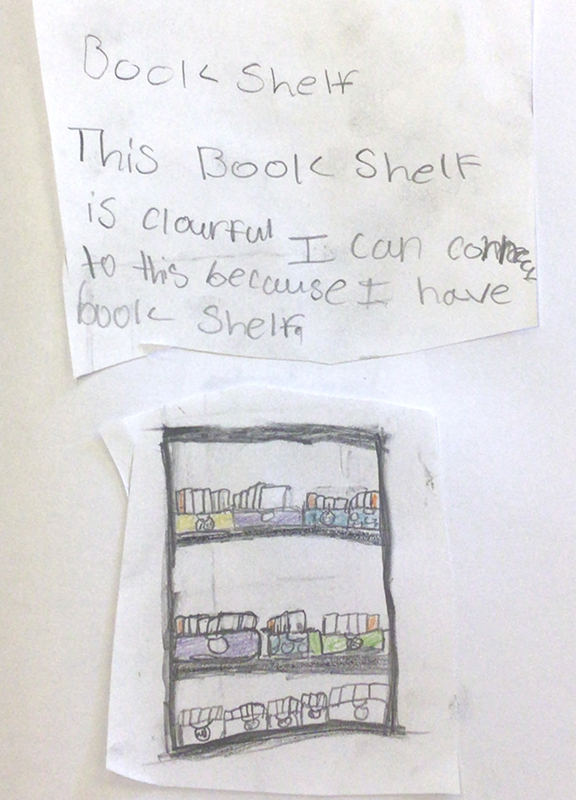 Book Shelf
This Book Shelf
is clourful I can connect
to this because I have
book Shelf.